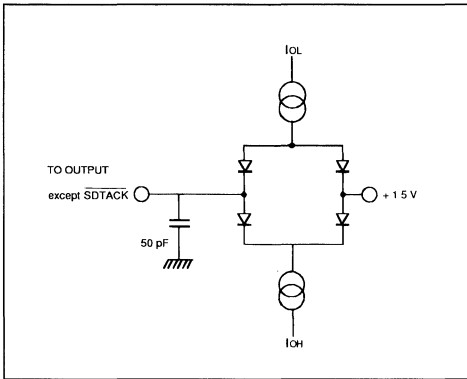 IOL
TO OUTPUT
except SDTACK
+ 1 5 V
50 pF
IOH